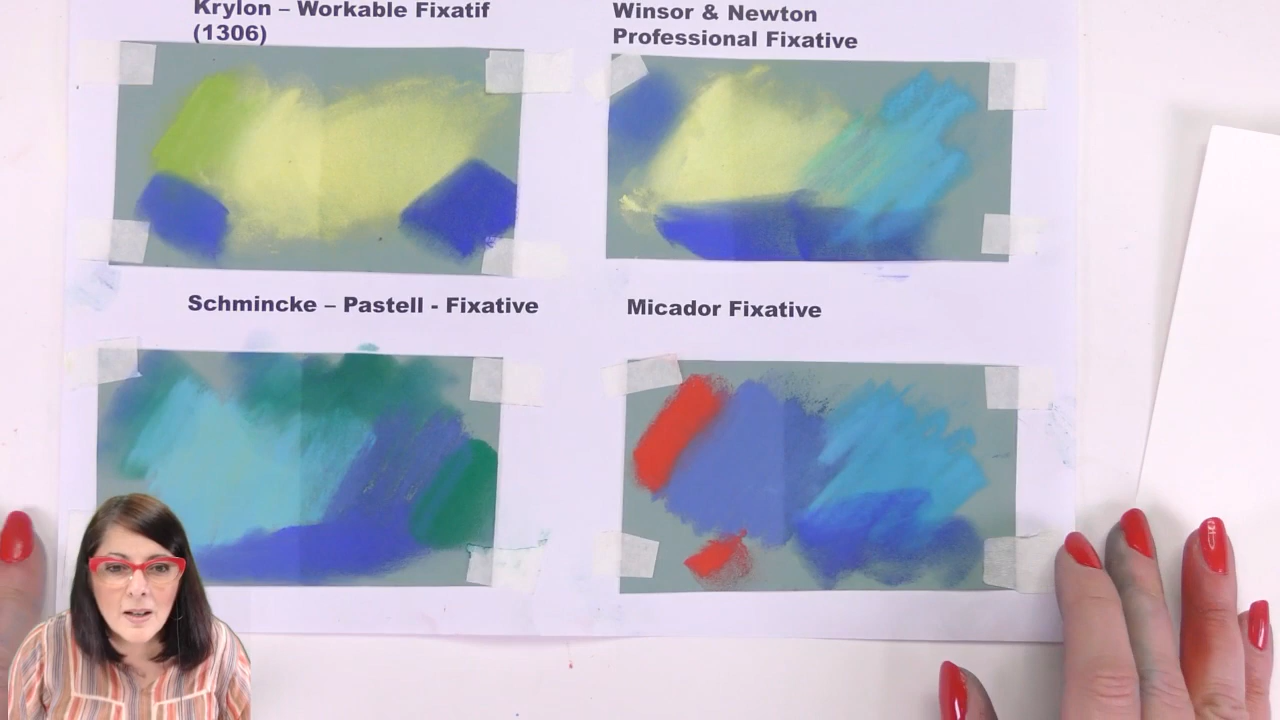 Krylon – Workable Fixatif
(1306)
Winsor & Newton
Professional Fixative
Schmincke – Pastell - Fixative
Micador Fixative